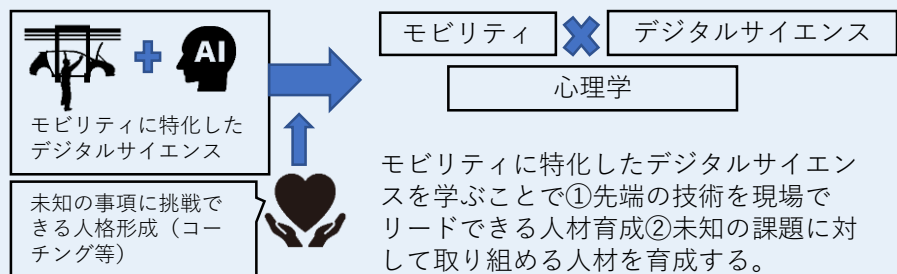 AI
モビリティに特化した
デジタルサイエンス
未知の事項に挑戦で
きる人格形成（コー
チング等）
モビリティ
デジタルサイエンス
心理学
モビリティに特化したデジタルサイエン
スを学ぶことで①先端の技術を現場で
リードできる人材育成②未知の課題に対
して取り組める人材を育成する。